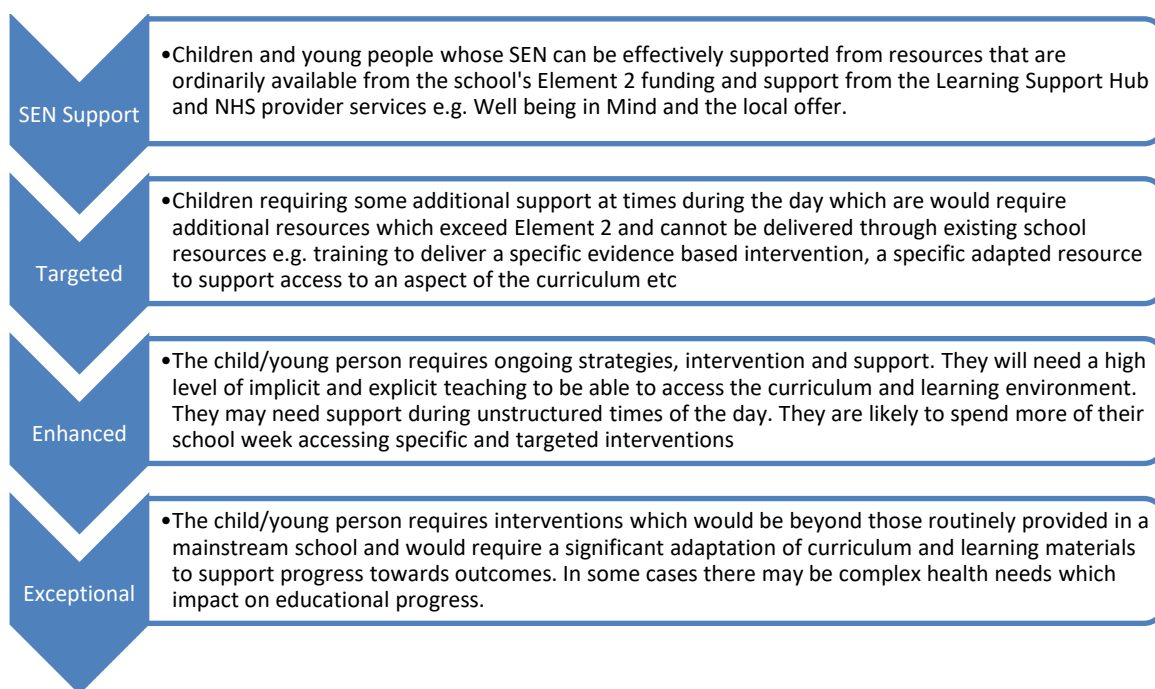 SEN Support
•Children and young people whose SEN can be effectively supported from resources that are
ordinarily available from the school's Element 2 funding and support from the Learning Support Hub
and NHS provider services e.g. Well being in Mind and the local offer.
Targeted
•Children requiring some additional support at times during the day which are would require
additional resources which exceed Element 2 and cannot be delivered through existing school
resources e.g. training to deliver a specific evidence based intervention, a specific adapted resource
to support access to an aspect of the curriculum etc
Enhanced
•The child/young person requires ongoing strategies, intervention and support. They will need a high
level of implicit and explicit teaching to be able to access the curriculum and learning environment.
They may need support during unstructured times of the day. They are likely to spend more of their
school week accessing specific and targeted interventions
Exceptional
•The child/young person requires interventions which would be beyond those routinely provided in a
mainstream school and would require a significant adaptation of curriculum and learning materials
to support progress towards outcomes. In some cases there may be complex health needs which
impact on educational progress.